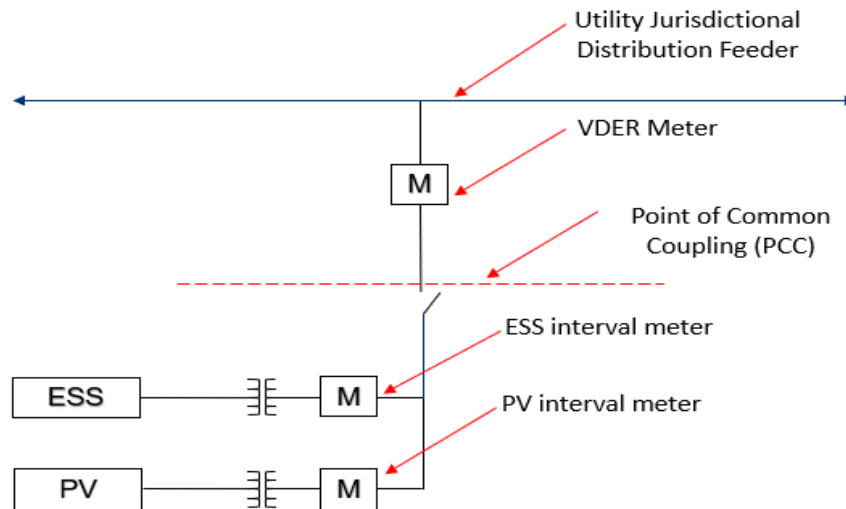 Utility Jurisdictional
Distribution Feeder
VDER Meter
M
Point of Common
Coupling (PCC)
ESS interval meter
ESS
M
PV interval meter
PV
M